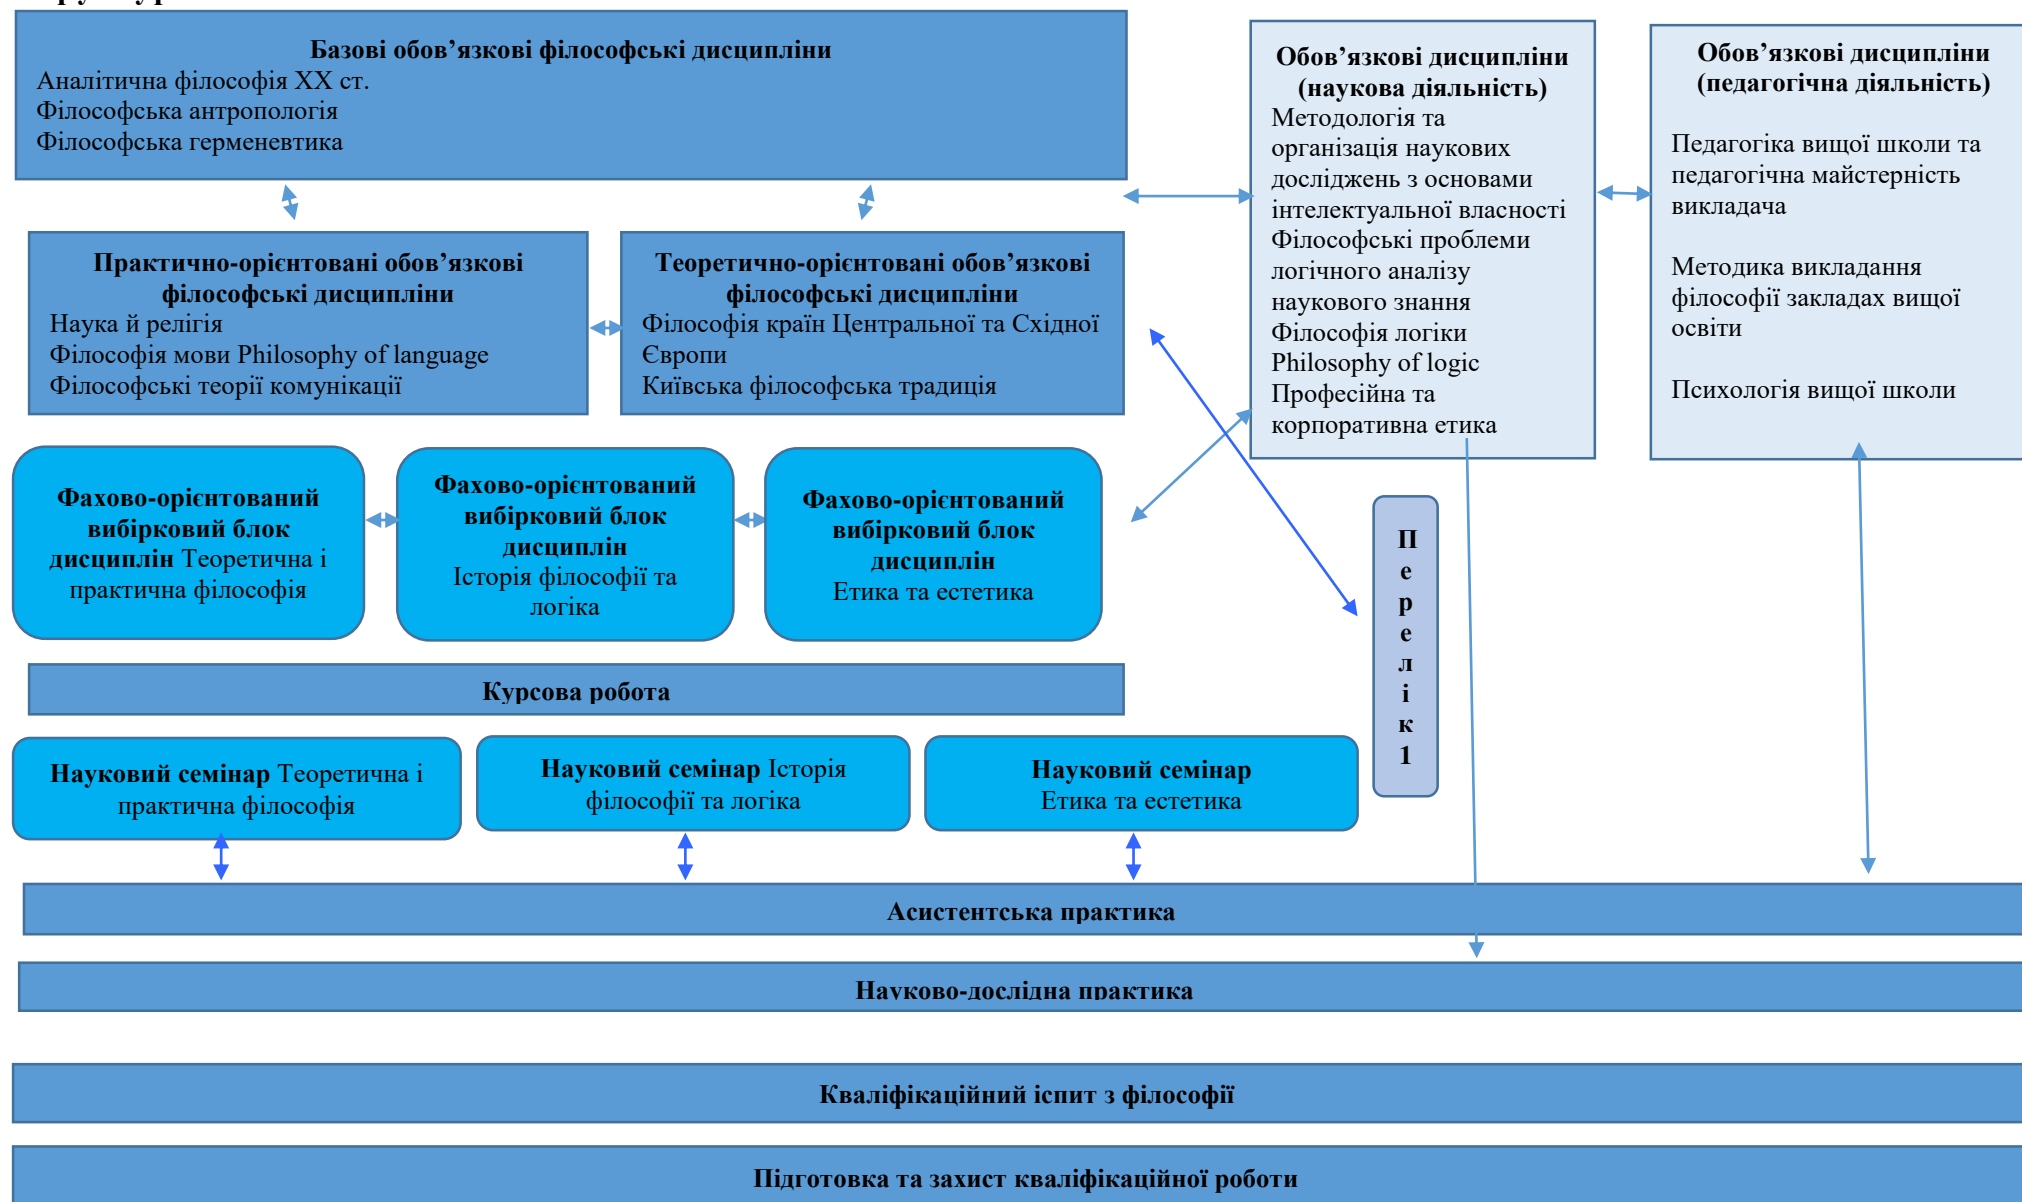 Базові обов’язкові філософські дисципліни
Аналітична філософія ХХ ст.
Філософська антропологія
Філософська герменевтика
Обов’язкові дисципліни
(наукова діяльність)
Методологія та
організація наукових
досліджень з основами
інтелектуальної власності
Філософські проблеми
логічного аналізу
наукового знання
Філософія логіки
Philosophy of logic
Професійна та
корпоративна етика
Обов’язкові дисципліни
(педагогічна діяльність)
Педагогіка вищої школи та
педагогічна майстерність
викладача
Методика викладання
філософії закладах вищої
освіти
Психологія вищої школи
Практично-орієнтовані обов’язкові
філософські дисципліни
Наука й релігія
Філософія мови Philosophy of language
Філософські теорії комунікації
Теоретично-орієнтовані обов’язкові
філософські дисципліни
Філософія країн Центральної та Східної
Європи
Київська філософська традиція
Фахово-орієнтований
вибірковий блок
дисциплін Теоретична і
практична філософія
Фахово-орієнтований
вибірковий блок
дисциплін
Історія філософії та
логіка
Фахово-орієнтований
вибірковий блок
дисциплін
Етика та естетика
П
е
р
е
л
і
к
1
Курсова робота
Науковий семінар Теоретична і
практична філософія
Науковий семінар Історія
філософії та логіка
Науковий семінар
Етика та естетика
Асистентська практика
Науково-дослідна практика
Кваліфікаційний іспит з філософії
Підготовка та захист кваліфікаційної роботи